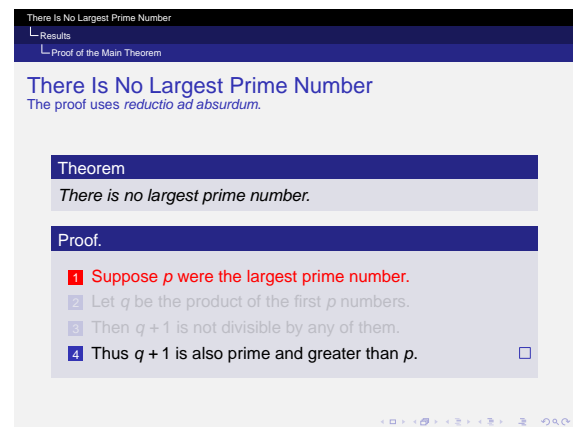 There Is No Largest Prime Number
Results
Proof of the Main Theorem
There Is No Largest Prime Number
The proof uses reductio ad absurdum.
Theorem
There is no largest prime number.
Proof.
1 Suppose p were the largest prime number.
2 Let q be the product of the first p numbers.
3 Then q + 1 is not divisible by any of them.
4 Thus q + 1 is also prime and greater than p.